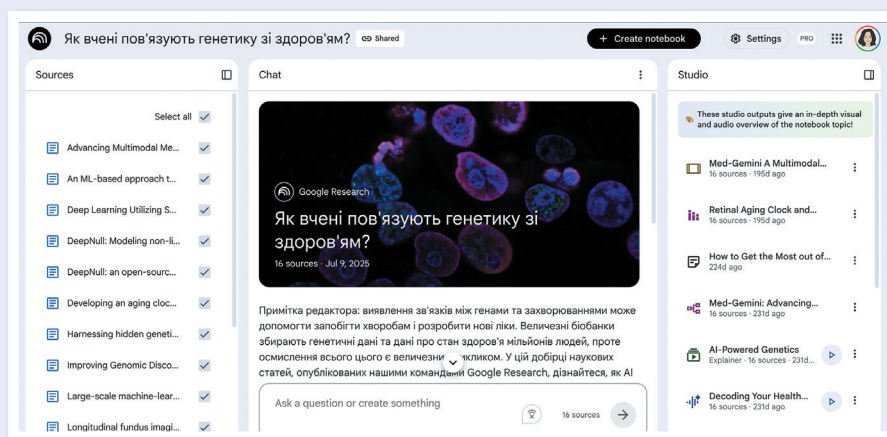 Як вчені пов'язують генетику зі здоров'ям?
Shared
+ Create notebook
Settings
PRO
Sources
Select all
Advancing Multimodal Me...
An ML-based approach t...
Deep Learning Utilizing S...
DeepNull: Modeling non-li...
DeepNull: an open-sourc...
Developing an aging cloc...
Harnessing hidden geneti...
Improving Genomic Disco...
Large-scale machine-lear...
Longitudinal fundus imagi...
Chat
Google Research
Як вчені пов'язують генетику зі
здоров'ям?
16 sources · Jul 9, 2025
Примітка редактора: виявлення зв'язків між генами та захворюваннями може
допомогти запобігти хворобам і розробити нові ліки. Величезні біобанки
збирають генетичні дані та дані про стан здоров'я мільйонів людей, проте
осмислення всього цього є величезним викликом. У цій добірці наукових
статей, опублікованих нашими командами Google Research, дізнайтеся, як AI
Ask a question or create something
16 sources
Studio
These studio outputs give an in-depth visual
and audio overview of the notebook topic!
Med-Gemini A Multimodal...
16 sources · 195d ago
Retinal Aging Clock and...
16 sources · 195d ago
How to Get the Most out of...
224d ago
Med-Gemini: Advancing...
16 sources · 231d ago
AI-Powered Genetics
Explainer · 16 sources · 231d...
Decoding Your Health...
16 sources · 231d ago